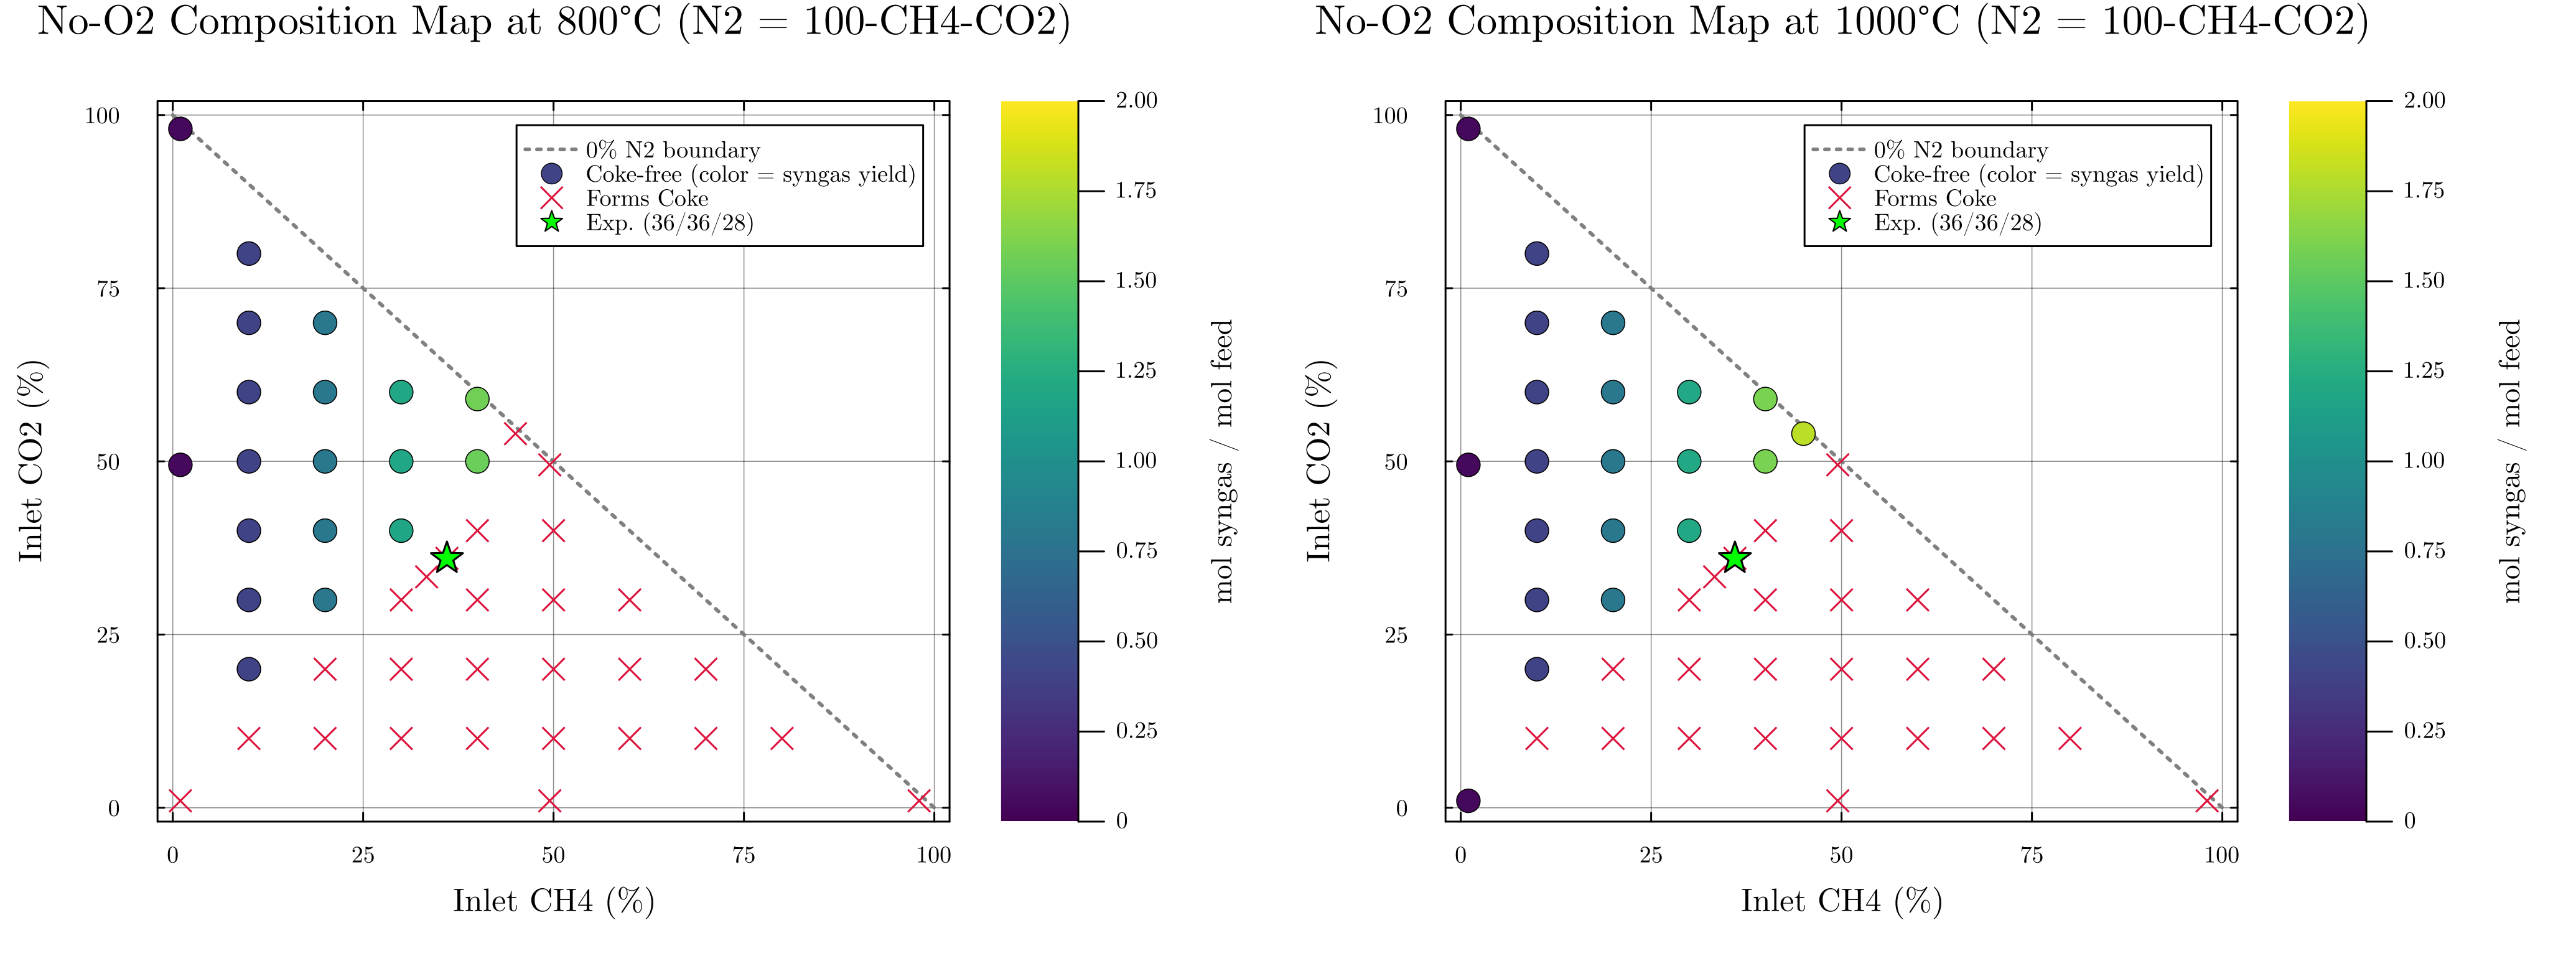 No-O2 Composition Map at 800°C (N2 = 100-CH4-CO2)
100
75
50
25
0
0
25
50
75
100
Inlet CO2 (%)
Inlet CH4 (%)
0% N2 boundary
Coke-free (color = syngas yield)
Forms Coke
Exp. (36/36/28)
2.00
1.75
1.50
1.25
1.00
0.75
0.50
0.25
0
mol syngas / mol feed
No-O2 Composition Map at 1000°C (N2 = 100-CH4-CO2)
100
75
50
25
0
0
25
50
75
100
Inlet CO2 (%)
Inlet CH4 (%)
0% N2 boundary
Coke-free (color = syngas yield)
Forms Coke
Exp. (36/36/28)
2.00
1.75
1.50
1.25
1.00
0.75
0.50
0.25
0
mol syngas / mol feed